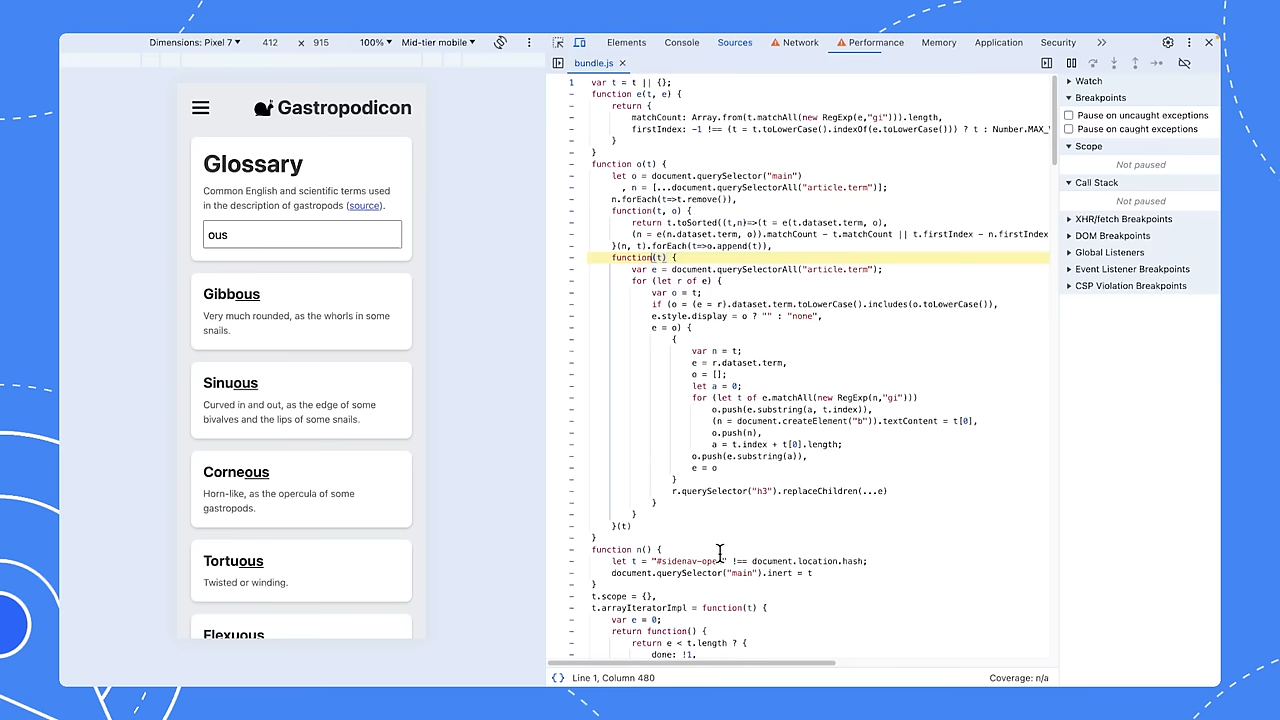 Dimensions: Pixel 7 ▾ 412 × 915 100% ▾ Mid-tier mobile ▾
Elements Console Sources Network Performance Memory Application Security »
Gastropodicon
Glossary
Common English and scientific terms used
in the description of gastropods (source).
ous
Gibbous
Very much rounded, as the whorls in some
snails.
Sinuous
Curved in and out, as the edge of some
bivalves and the lips of some snails.
Corneous
Horn-like, as the opercula of some
gastropods.
Tortuous
Twisted or winding.
Flexuous
bundle.js ×
1 var t = t || {};
- function e(t, e) {
- return {
- matchCount: Array.from(t.matchAll(new RegExp(e,"gi"))).length,
- firstIndex: -1 !== (t = t.toLowerCase().indexOf(e.toLowerCase())) ? t : Number.MAX_
- }
- }
- function o(t) {
- let o = document.querySelector("main")
- , n = [...document.querySelectorAll("article.term")];
- n.forEach(t=>t.remove()),
- function(t, o) {
- return t.toSorted((t,n)=>(t = e(t.dataset.term, o),
- (n = e(n.dataset.term, o)).matchCount - t.matchCount || t.firstIndex - n.firstIndex
- }(n, t).forEach(t=>o.append(t)),
- function(t) {
- var e = document.querySelectorAll("article.term");
- for (let r of e) {
- var o = t;
- if (o = (e = r).dataset.term.toLowerCase().includes(o.toLowerCase()),
- e.style.display = o ? "" : "none",
- e = o) {
- {
- var n = t;
- e = r.dataset.term,
- o = [];
- let a = 0;
- for (let t of e.matchAll(new RegExp(n,"gi")))
- o.push(e.substring(a, t.index)),
- (n = document.createElement("b")).textContent = t[0],
- o.push(n),
- a = t.index + t[0].length;
- o.push(e.substring(a)),
- e = o
- }
- r.querySelector("h3").replaceChildren(...e)
- }
- }
- }(t)
- }
- function n() {
- let t = "#sidenav-open" !== document.location.hash;
- document.querySelector("main").inert = t
- }
- t.scope = {},
- t.arrayIteratorImpl = function(t) {
- var e = 0;
- return function() {
- return e < t.length ? {
- done: !1,
{} Line 1, Column 480 Coverage: n/a
Watch
Breakpoints
Pause on uncaught exceptions
Pause on caught exceptions
Scope
Not paused
Call Stack
Not paused
XHR/fetch Breakpoints
DOM Breakpoints
Global Listeners
Event Listener Breakpoints
CSP Violation Breakpoints